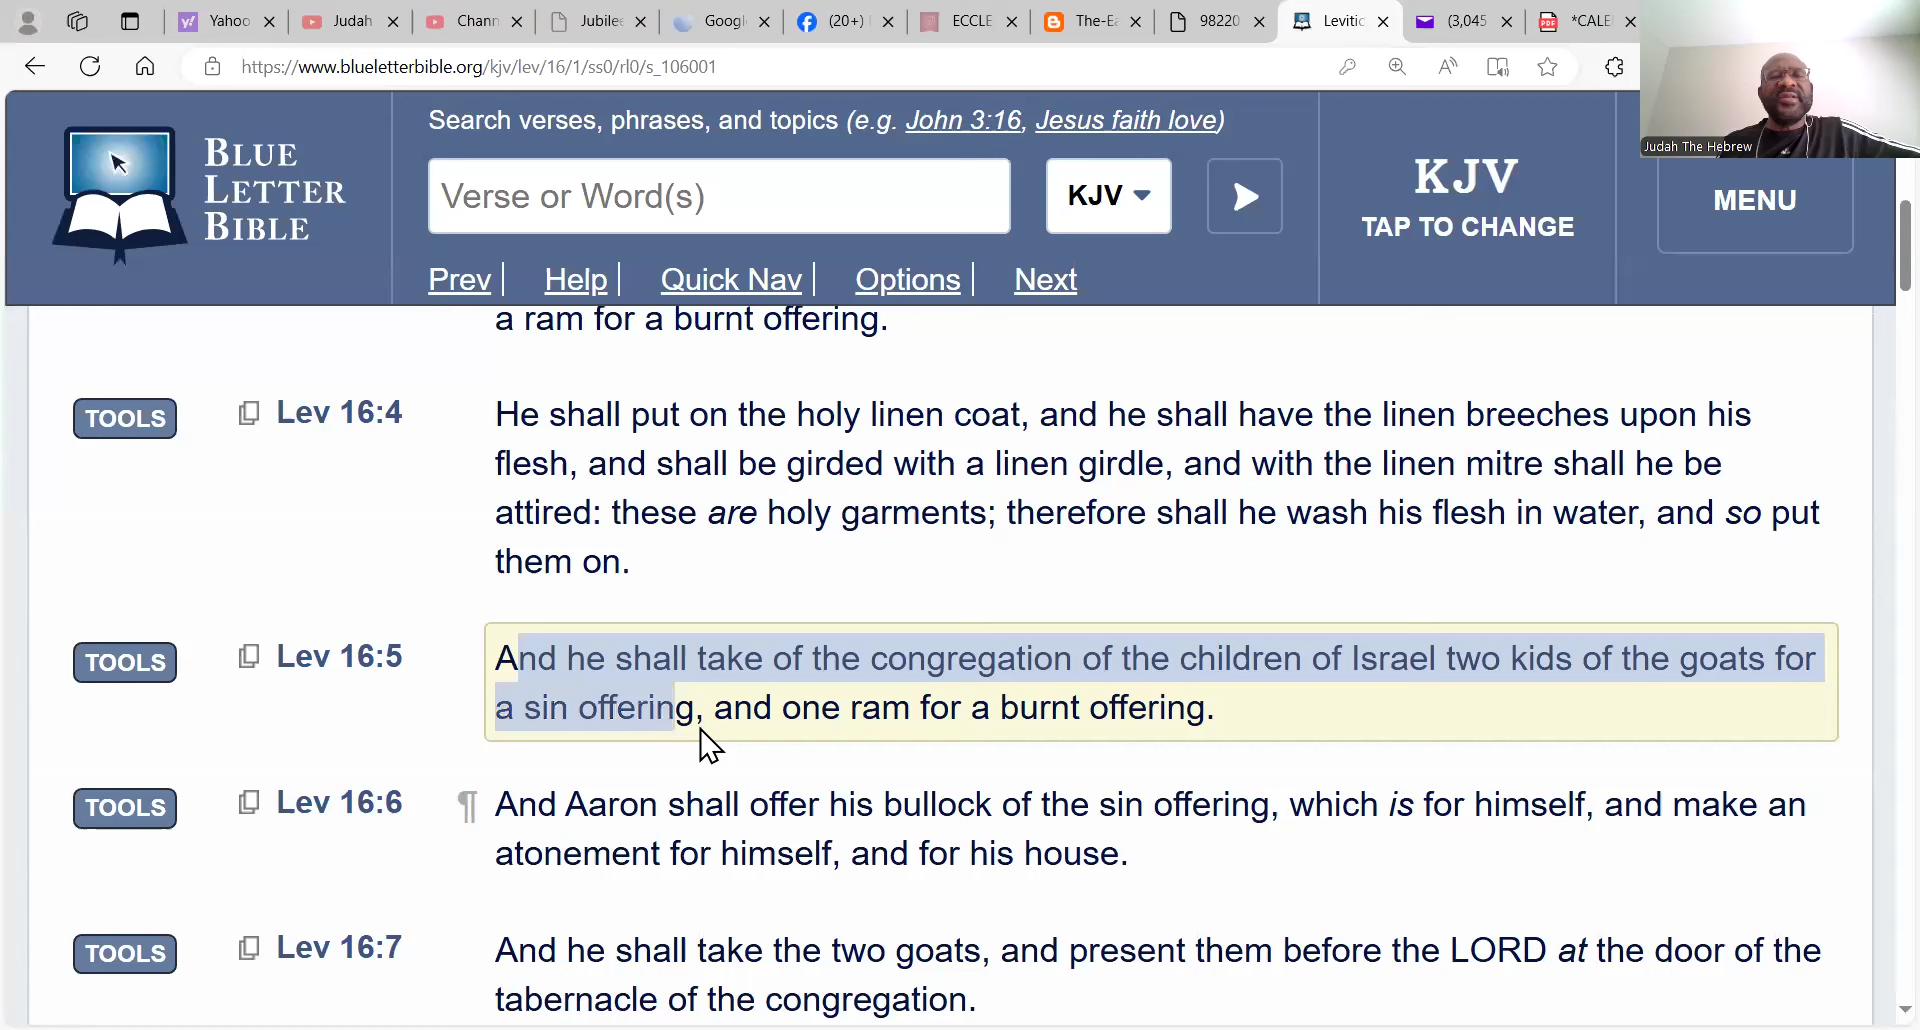 Yahoo
Judah
Chann
Jubilee
Googl
(20+)
ECCLE
The-Ea
98220
Levitic
(3,045
*CALE
https://www.blueletterbible.org/kjv/lev/16/1/ss0/rl0/s_106001
Judah The Hebrew
BLUE
LETTER
BIBLE
Search verses, phrases, and topics (e.g. John 3:16, Jesus faith love)
Verse or Word(s)
KJV
KJV
TAP TO CHANGE
MENU
Prev
Help
Quick Nav
Options
Next
a ram for a burnt offering.
TOOLS
Lev 16:4
He shall put on the holy linen coat, and he shall have the linen breeches upon his
flesh, and shall be girded with a linen girdle, and with the linen mitre shall he be
attired: these are holy garments; therefore shall he wash his flesh in water, and so put
them on.
TOOLS
Lev 16:5
And he shall take of the congregation of the children of Israel two kids of the goats for
a sin offering, and one ram for a burnt offering.
TOOLS
Lev 16:6
¶ And Aaron shall offer his bullock of the sin offering, which is for himself, and make an
atonement for himself, and for his house.
TOOLS
Lev 16:7
And he shall take the two goats, and present them before the LORD at the door of the
tabernacle of the congregation.